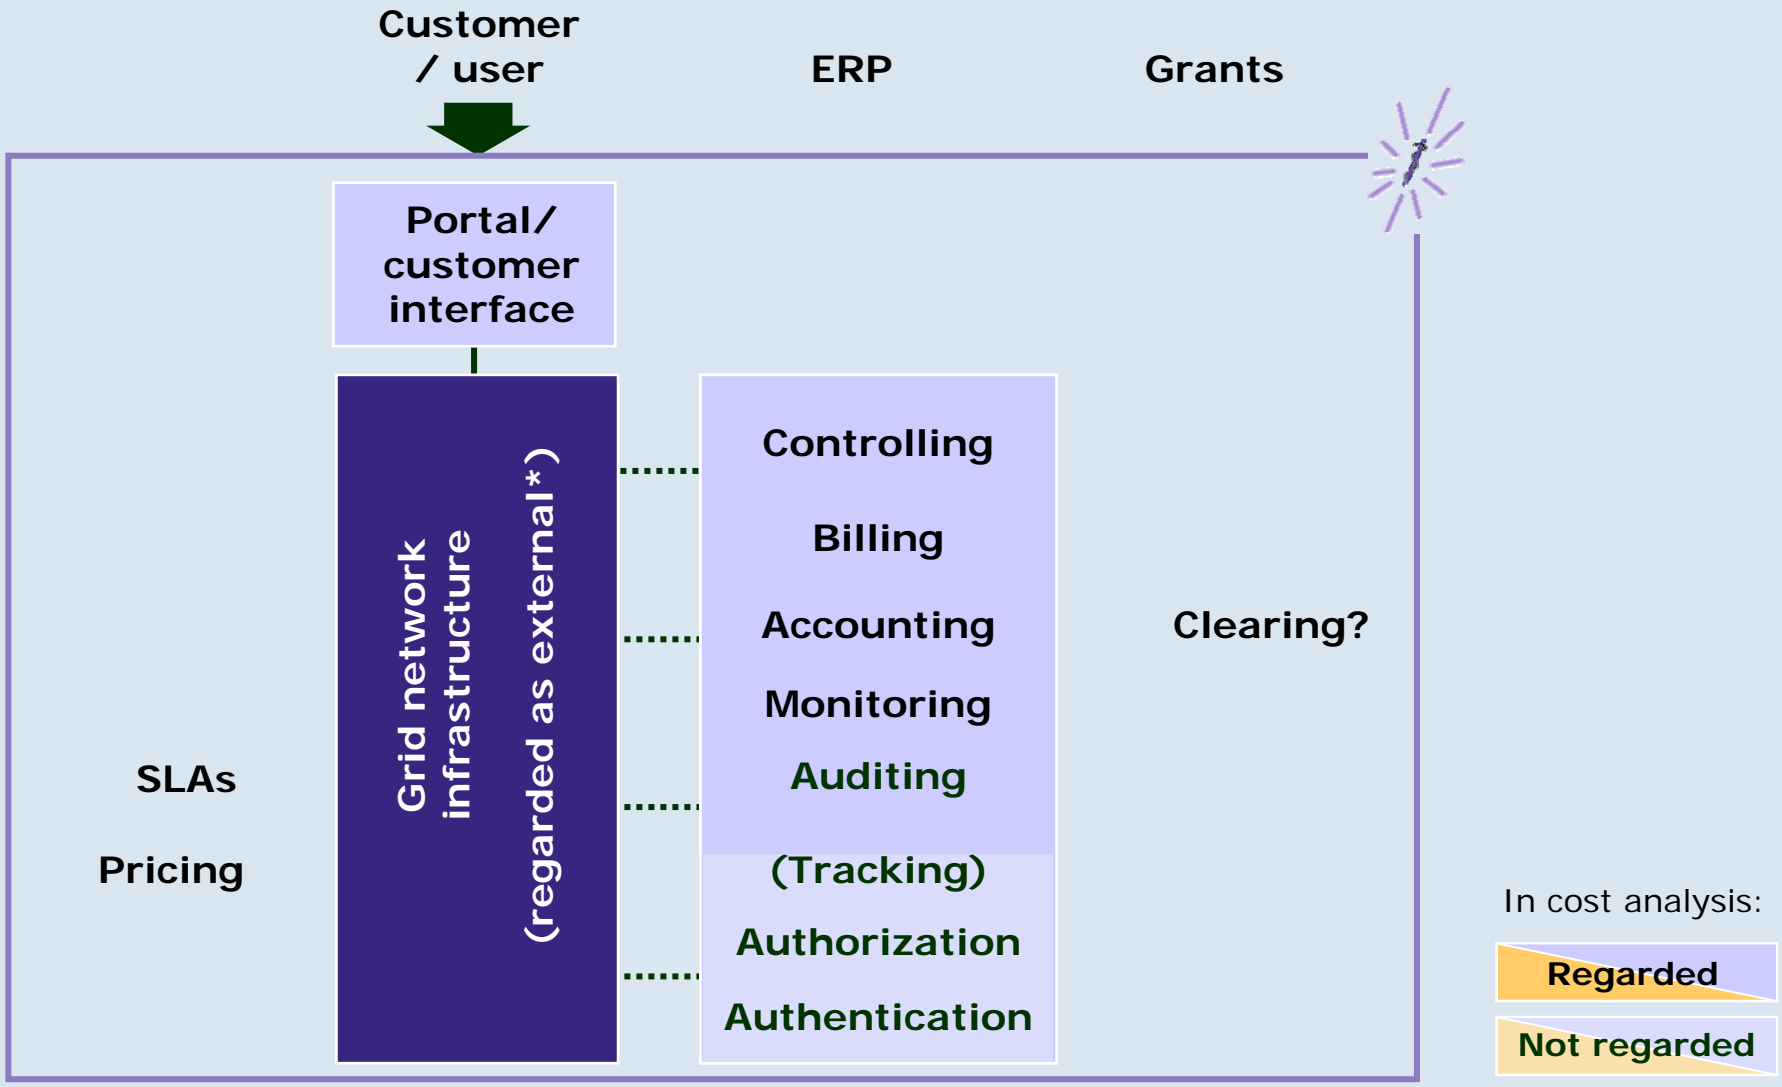 Customer
/ user
ERP
Grants
Portal/
customer
interface
Grid network
infrastructure
(regarded as external*)
Controlling
Billing
Accounting
Monitoring
Auditing
(Tracking)
Authorization
Authentication
Clearing?
SLAs
Pricing
In cost analysis:
Regarded
Not regarded